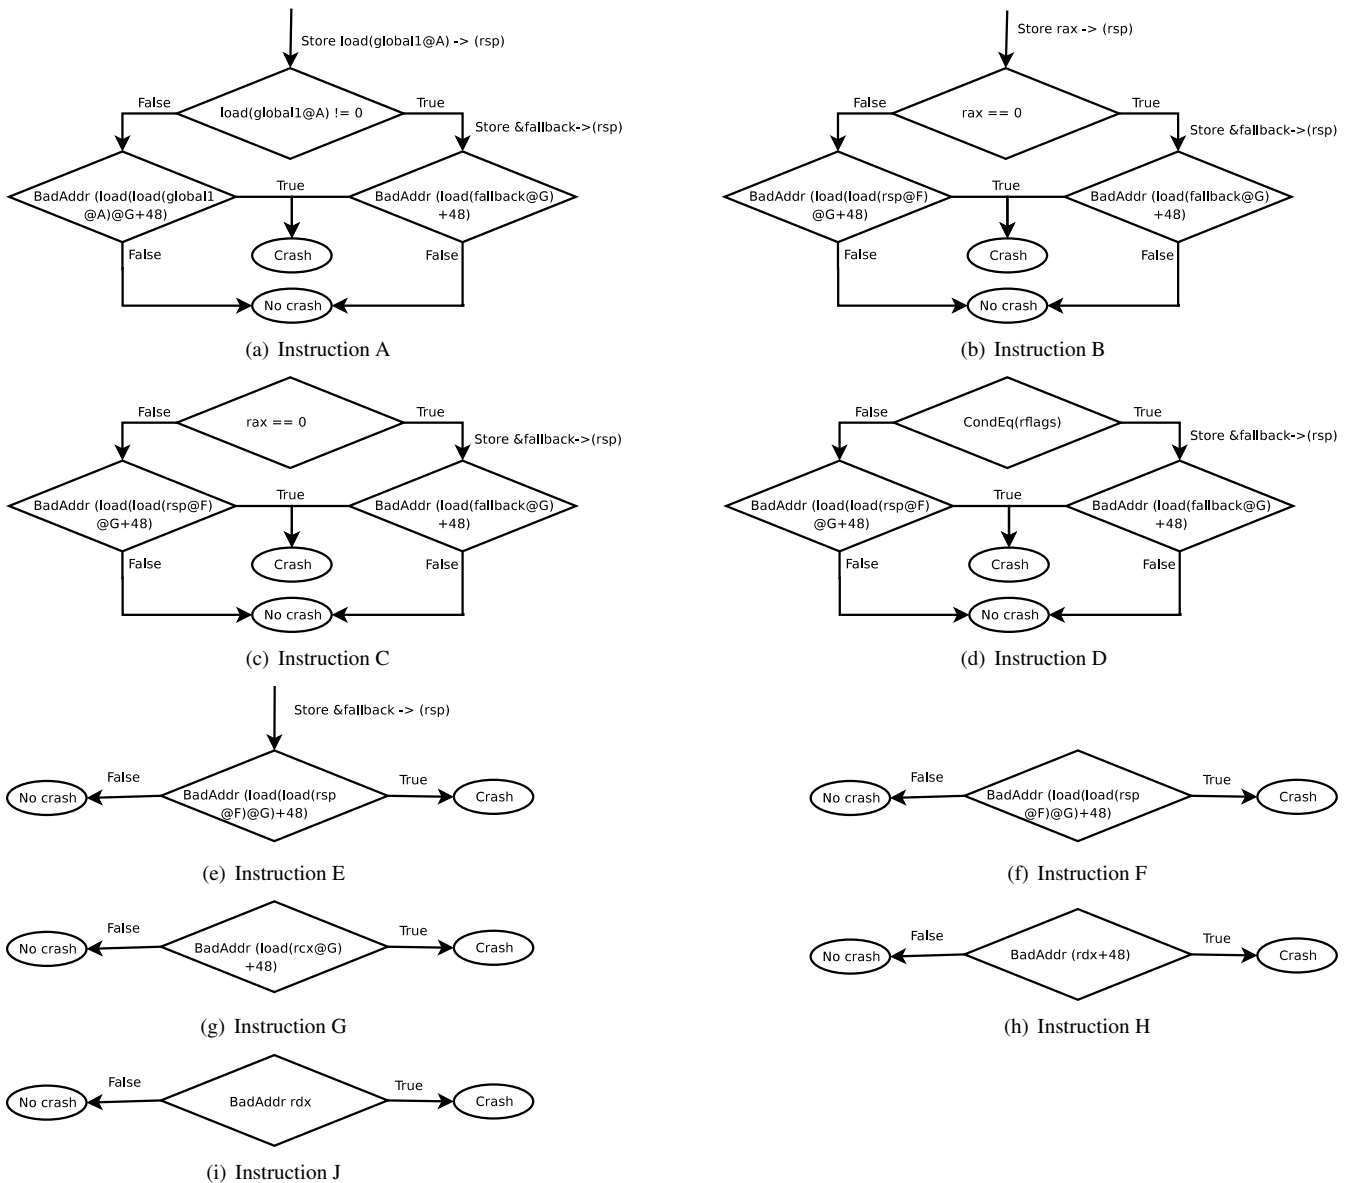 Store load(global1@A) -> (rsp)
False
True
load(global1@A) != 0
Store &fallback->(rsp)
BadAddr (load(load(global1
@A)@G+48)
True
BadAddr (load(fallback@G)
+48)
False
Crash
False
No crash
(a) Instruction A
Store rax -> (rsp)
False
True
rax == 0
Store &fallback->(rsp)
BadAddr (load(load(rsp@F)
@G+48)
True
BadAddr (load(fallback@G)
+48)
False
Crash
False
No crash
(b) Instruction B
False
True
rax == 0
Store &fallback->(rsp)
BadAddr (load(load(rsp@F)
@G+48)
True
BadAddr (load(fallback@G)
+48)
False
Crash
False
No crash
(c) Instruction C
False
True
CondEq(rflags)
Store &fallback->(rsp)
BadAddr (load(load(rsp@F)
@G+48)
True
BadAddr (load(fallback@G)
+48)
False
Crash
False
No crash
(d) Instruction D
Store &fallback -> (rsp)
False
True
No crash
BadAddr (load(load(rsp
@F)@G)+48)
Crash
(e) Instruction E
False
True
No crash
BadAddr (load(load(rsp
@F)@G)+48)
Crash
(f) Instruction F
False
True
No crash
BadAddr (load(rcx@G)
+48)
Crash
(g) Instruction G
False
True
No crash
BadAddr (rdx+48)
Crash
(h) Instruction H
False
True
No crash
BadAddr rdx
Crash
(i) Instruction J